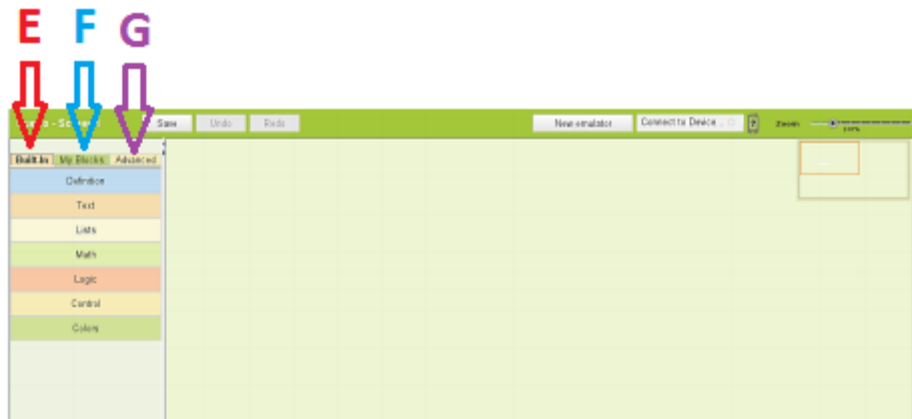 E F G
Save Undo Redo New emulator Connect to Device... Zoom 100%
Built-In My Blocks Advanced
Definition
Text
Lists
Math
Logic
Control
Colors